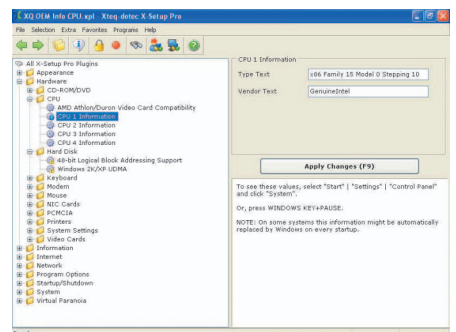 XQ OEM Info CPU.xpl - Xteq-dotec X-Setup Pro
File Selection Extra Favorites Programs Help
All X-Setup Pro Plugins
Appearance
Hardware
CD-ROM/DVD
CPU
AMD Athlon/Duron Video Card Compatibility
CPU 1 Information
CPU 2 Information
CPU 3 Information
CPU 4 Information
Hard Disk
48-bit Logical Block Addressing Support
Windows 2K/XP UDMA
Keyboard
Modem
Mouse
NIC Cards
PCMCIA
Printers
System Settings
Video Cards
Information
Internet
Network
Program Options
Startup/Shutdown
System
Virtual Paranoia
CPU 1 Information
Type Text x86 Family 15 Model 0 Stepping 10
Vendor Text GenuineIntel
Apply Changes (F9)
To see these values, select "Start" | "Settings" | "Control Panel"
and click "System".
Or, press WINDOWS KEY+PAUSE.
NOTE: On some systems this information might be automatically
replaced by Windows on every startup.